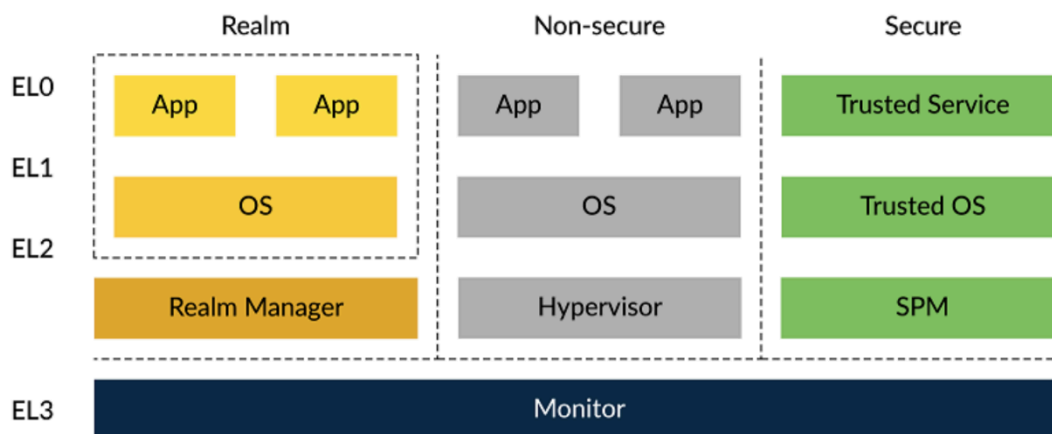 Realm Non-secure Secure
EL0
App App App App Trusted Service
EL1
OS OS Trusted OS
EL2
Realm Manager Hypervisor SPM
EL3 Monitor